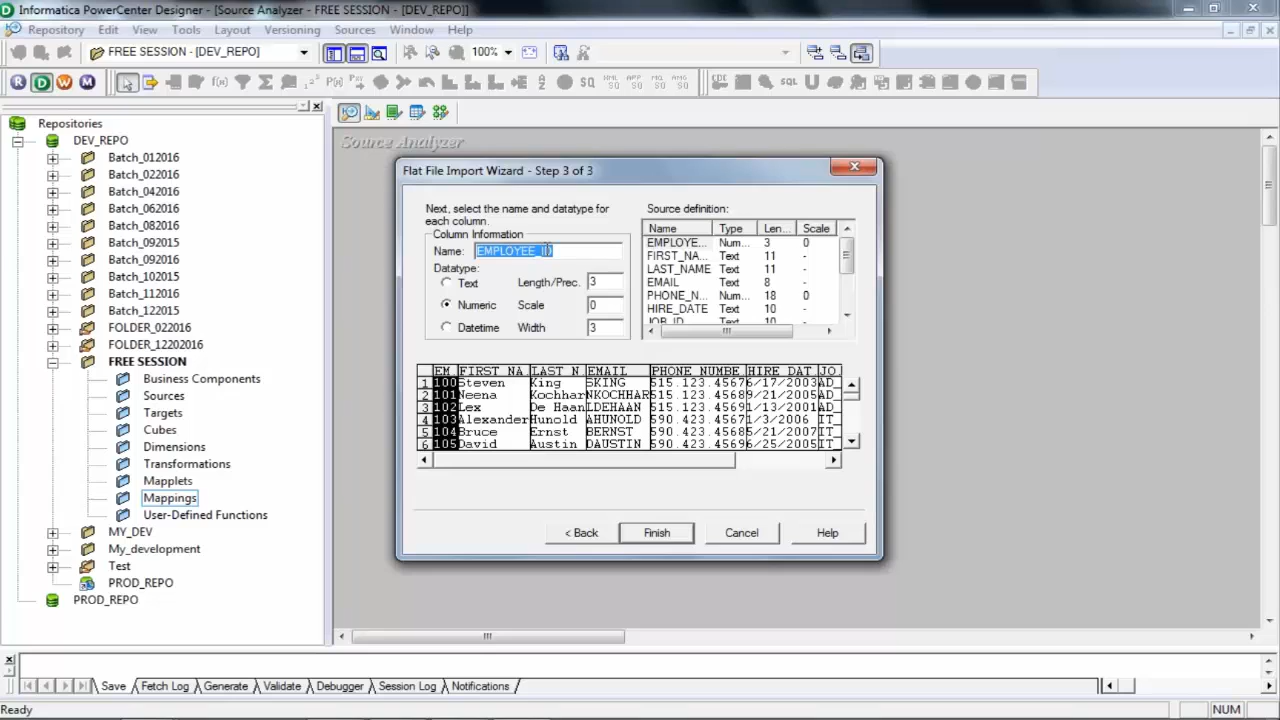 Informatica PowerCenter Designer - [Source Analyzer - FREE SESSION - [DEV_REPO]]
Repository Edit View Tools Layout Versioning Sources Window Help
FREE SESSION - [DEV_REPO] 100%
R D W M
Repositories
DEV_REPO
Batch_012016
Batch_022016
Batch_042016
Batch_062016
Batch_082016
Batch_092015
Batch_092016
Batch_102015
Batch_112016
Batch_122015
FOLDER_022016
FOLDER_12202016
FREE SESSION
Business Components
Sources
Targets
Cubes
Dimensions
Transformations
Mapplets
Mappings
User-Defined Functions
MY_DEV
My_development
Test
PROD_REPO
PROD_REPO
Source Analyzer
Flat File Import Wizard - Step 3 of 3
Next, select the name and datatype for
each column.
Column Information
Name: EMPLOYEE_ID
Datatype:
Text Length/Prec. 3
Numeric Scale 0
Datetime Width 3
Source definition:
Name Type Len... Scale
EMPLOYE... Num... 3 0
FIRST_NA... Text 11 -
LAST_NAME Text 11 -
EMAIL Text 8 -
PHONE_N... Num... 18 0
HIRE_DATE Text 10 -
JOB_ID Text 10 -
EM FIRST NA LAST N EMAIL PHONE NUMBE HIRE DAT JO
1 100 Steven King SKING 515.123.4567 6/17/2003 AD_
2 101 Neena Kochhar NKOCHHAR 515.123.4568 9/21/2005 AD_
3 102 Lex De Haan LDEHAAN 515.123.4569 1/13/2001 AD_
4 103 Alexander Hunold AHUNOLD 590.423.4567 1/3/2006 IT_
5 104 Bruce Ernst BERNST 590.423.4568 5/21/2007 IT_
6 105 David Austin DAUSTIN 590.423.4569 6/25/2005 IT_
< Back Finish Cancel Help
Save Fetch Log Generate Validate Debugger Session Log Notifications
Ready NUM